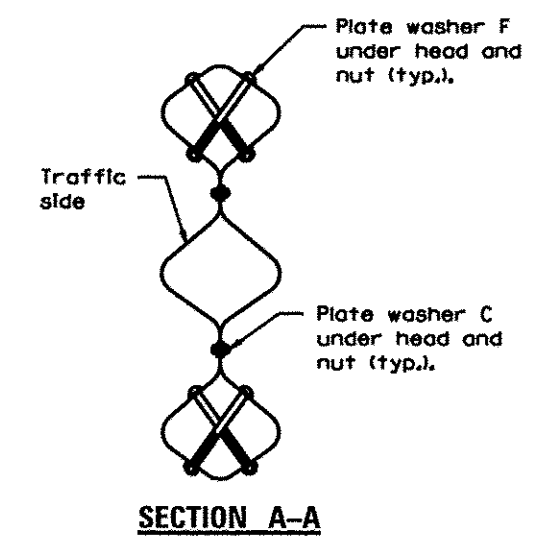 Plate washer F
under head and
nut (typ.).
Traffic
side
Plate washer C
under head and
nut (typ.).
SECTION A–A